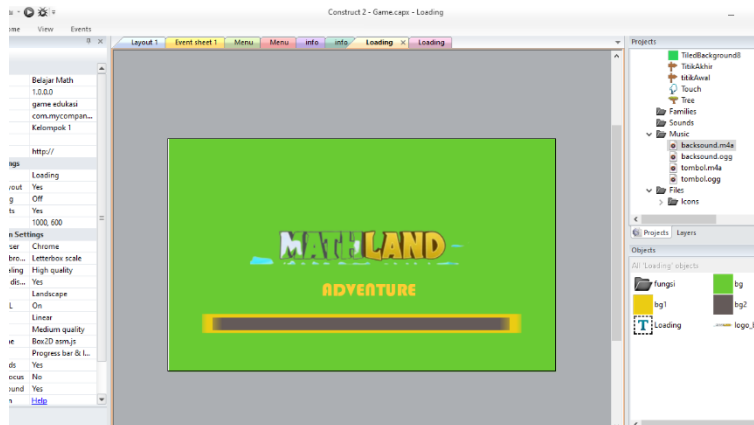 Construct 2 - Game.capx - Loading
View Events
Layout 1 Event sheet 1 Menu Menu info info Loading Loading
Belajar Math
1.0.0.0
game edukasi
com.mycompan...
Kelompok 1
http://
Loading
Yes
Off
Yes
1000, 600
Chrome
Letterbox scale
High quality
Yes
Landscape
On
Linear
Medium quality
Box2D asm.js
Progress bar & l...
Yes
No
Yes
Help
MATHLAND
ADVENTURE
Projects
TiledBackground8
TitikAkhir
titikAwal
Touch
Tree
Families
Sounds
Music
backsound.m4a
backsound.ogg
tombol.m4a
tombol.ogg
Files
Icons
Projects Layers
Objects
All 'Loading' objects
fungsi bg
bg1 bg2
Loading